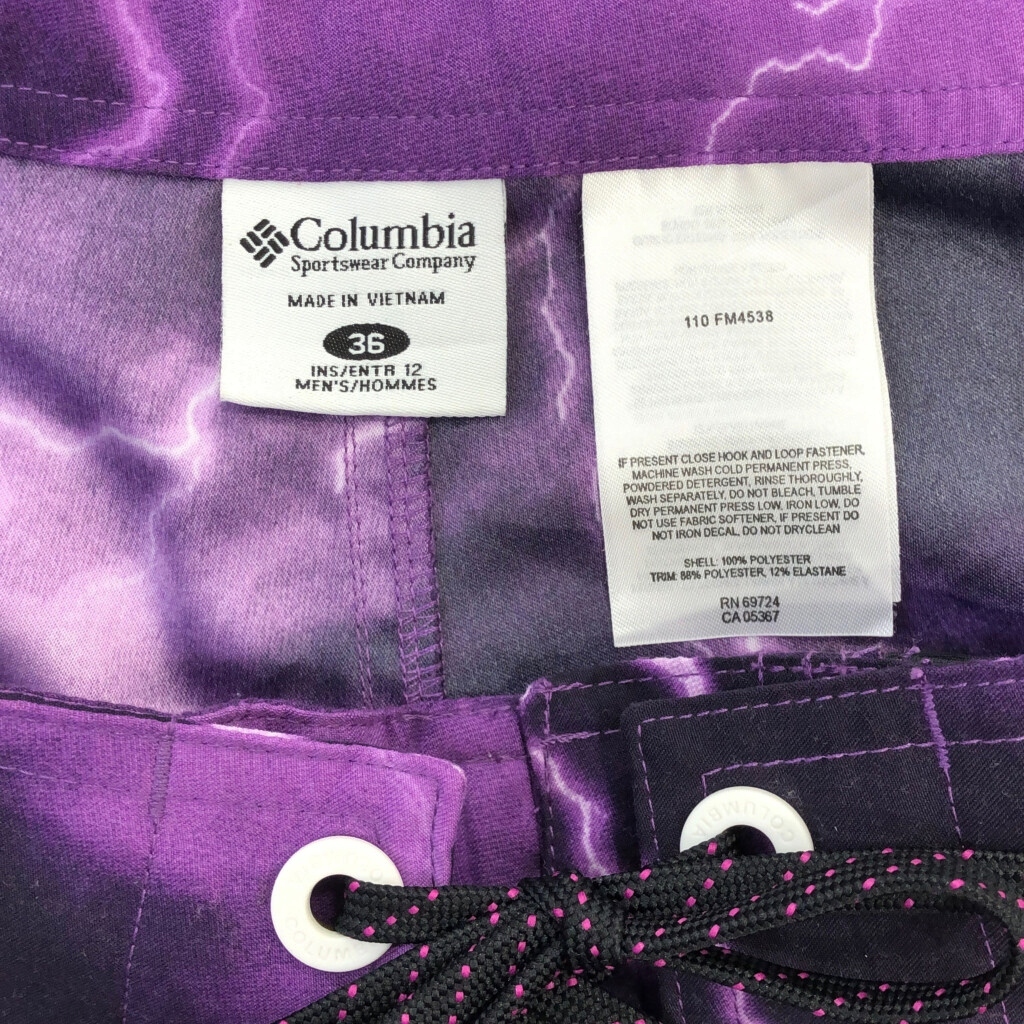 Columbia
Sportswear Company
MADE IN VIETNAM
36
INS/ENTR 12
MEN'S/HOMMES
110 FM4538
IF PRESENT CLOSE HOOK AND LOOP FASTENER,
MACHINE WASH COLD PERMANENT PRESS,
POWDERED DETERGENT, RINSE THOROUGHLY,
WASH SEPARATELY, DO NOT BLEACH, TUMBLE
DRY PERMANENT PRESS LOW, IRON LOW, DO
NOT USE FABRIC SOFTENER, IF PRESENT DO
NOT IRON DECAL, DO NOT DRYCLEAN
SHELL: 100% POLYESTER
TRIM: 88% POLYESTER, 12% ELASTANE
RN 69724
CA 05367